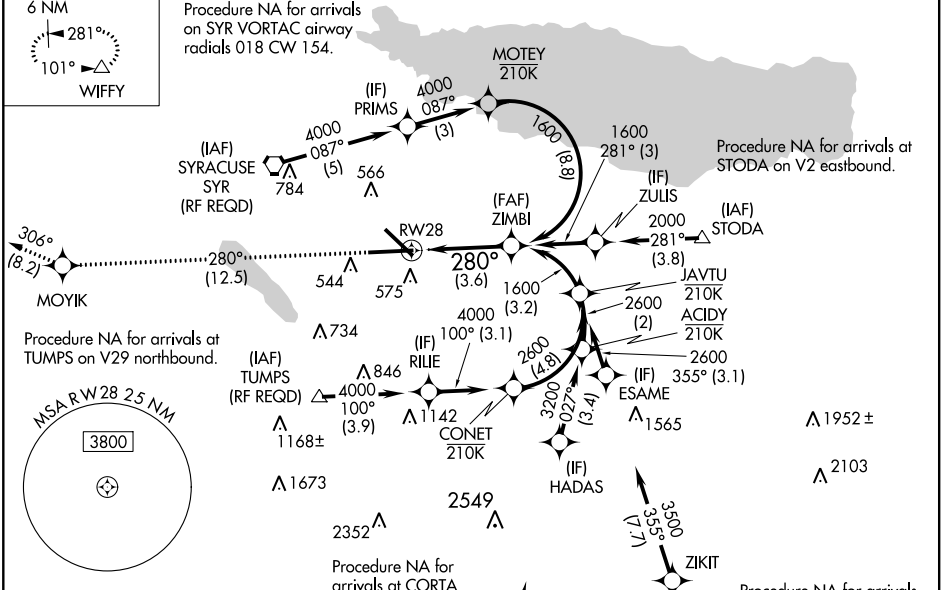 6 NM
281°
101°
WIFFY
Procedure NA for arrivals
on SYR VORTAC airway
radials 018 CW 154.
MOTEY
210K
(IF)
PRIMS
4000
087°
(3)
4000
087°
(5)
(IAF)
SYRACUSE
SYR
(RF REQD)
784
566
1600 (8.8)
1600
281° (3)
Procedure NA for arrivals at
STODA on V2 eastbound.
(IF)
ZULIS
(FAF)
ZIMBI
2000
281°
(3.8)
(IAF)
STODA
RW28
306°
(8.2)
MOYIK
280°
(12.5)
544
575
280°
(3.6)
1600
(3.2)
JAVTU
210K
2600
(2)
ACIDY
210K
Procedure NA for arrivals at
TUMPS on V29 northbound.
734
(IF)
RILIE
4000
100° (3.1)
2600
(4.8)
2600
355° (3.1)
(IAF)
TUMPS
(RF REQD)
846
4000
100°
(3.9)
1142
CONET
210K
3200
027°
(3.4)
(IF)
ESAME
1565
1952 ±
1168±
MSA RW28 25 NM
3800
(IF)
HADAS
2103
1673
2549
2352
3500
355°
(7.7)
ZIKIT
Procedure NA for
arrivals at CORTA
Procedure NA for arrivals